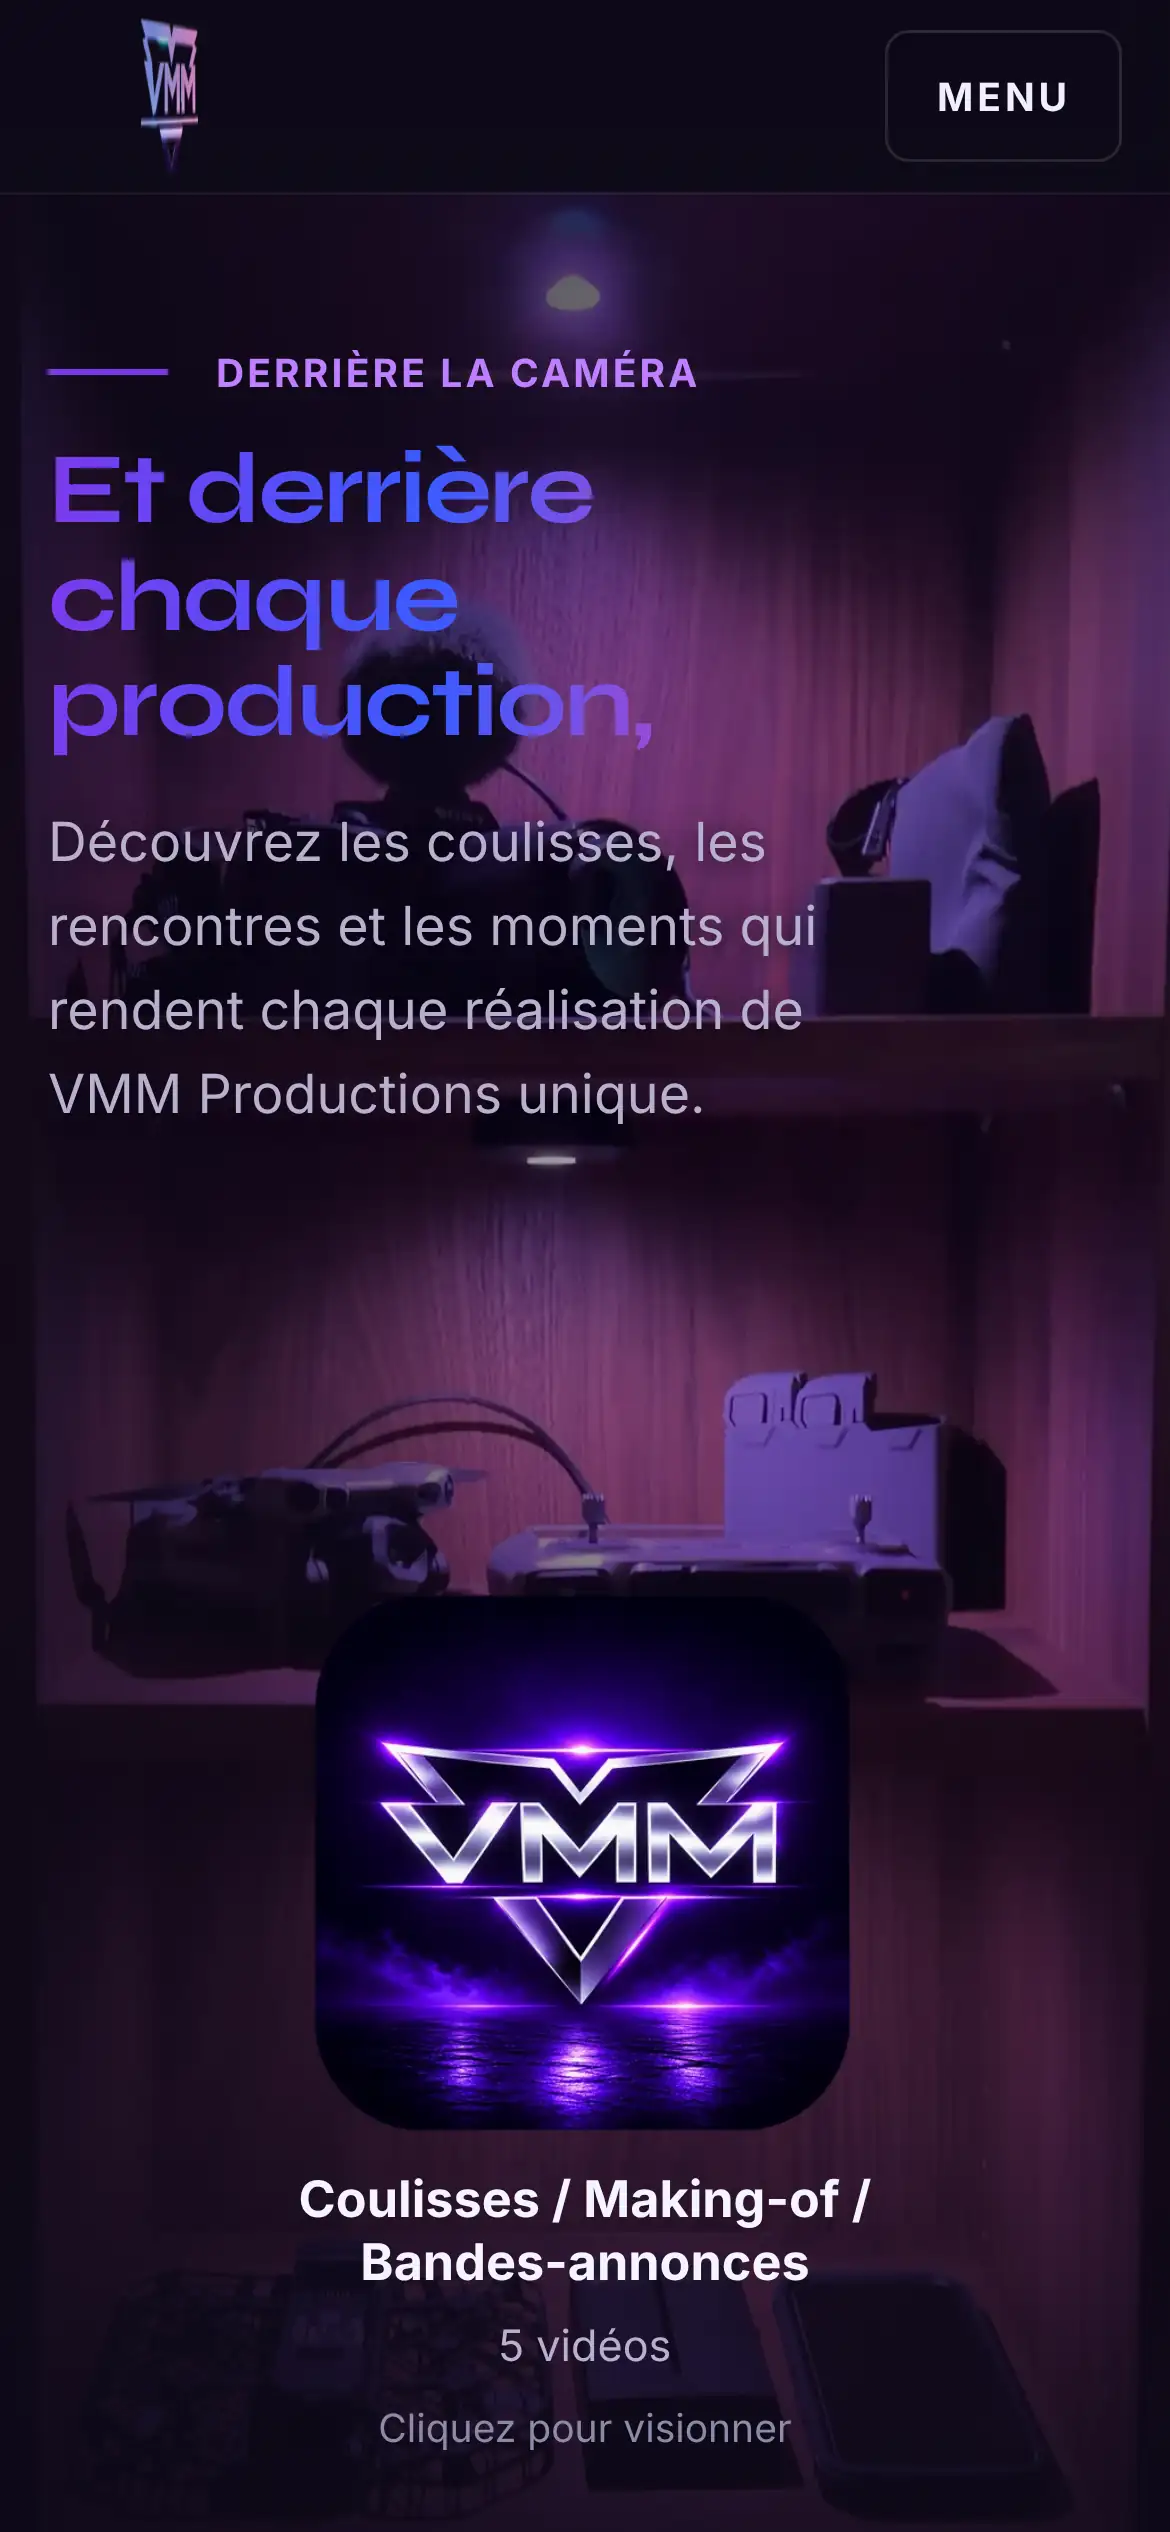 VMM
MENU
DERRIÈRE LA CAMÉRA
Et derrière
chaque
production,
Découvrez les coulisses, les
rencontres et les moments qui
rendent chaque réalisation de
VMM Productions unique.
VMM
Coulisses / Making-of /
Bandes-annonces
5 vidéos
Cliquez pour visionner